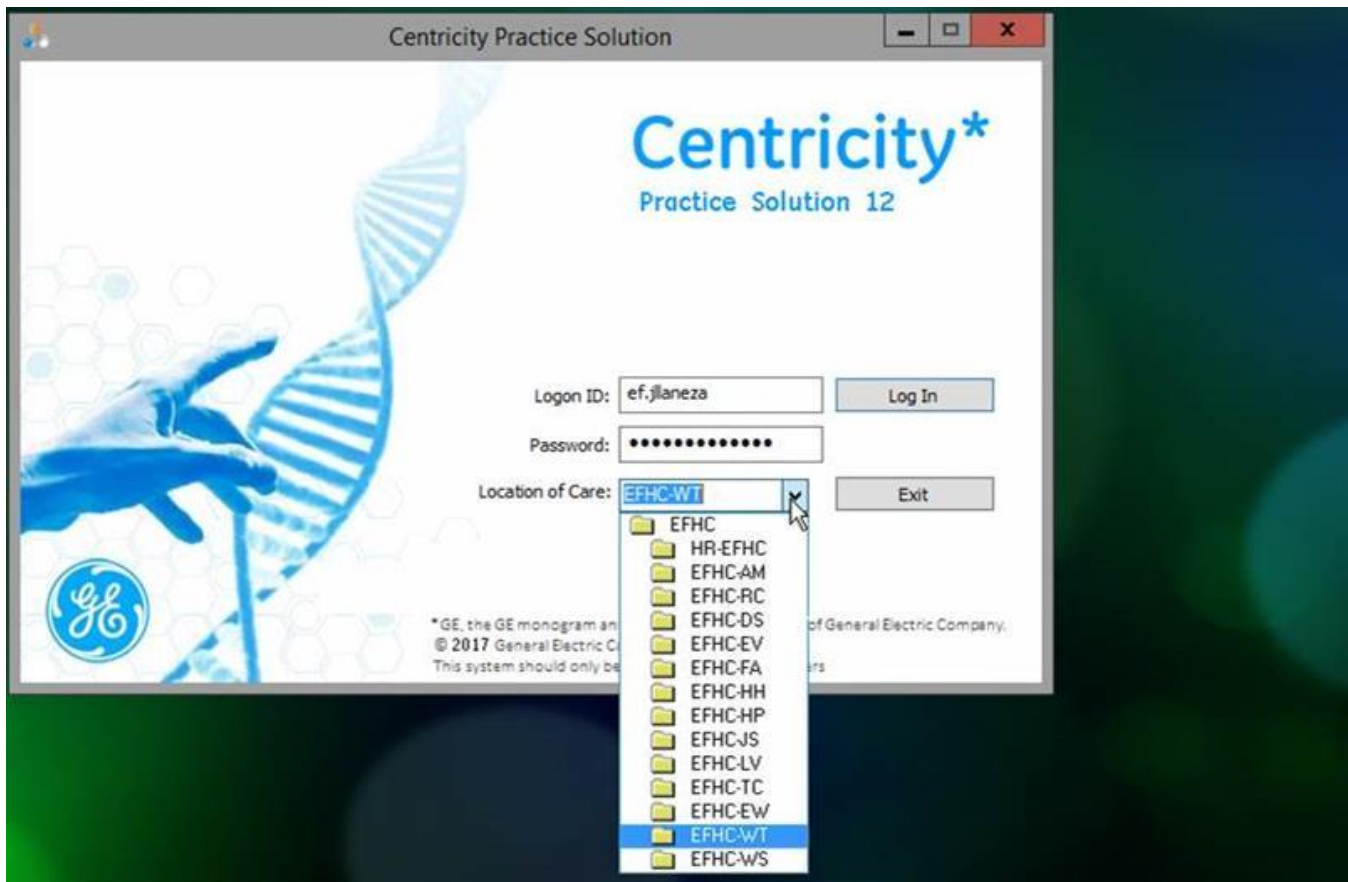 Centricity Practice Solution
Centricity*
Practice Solution 12
Logon ID: ef.jllaneza Log In
Password: •••••••••••••
Location of Care: EFHC-WT Exit
EFHC
HR-EFHC
EFHC-AM
EFHC-RC
EFHC-DS
EFHC-EV
EFHC-FA
EFHC-HH
EFHC-HP
EFHC-JS
EFHC-LV
EFHC-TC
EFHC-EW
EFHC-WT
EFHC-WS
GE
*GE, the GE monogram an of General Electric Company.
© 2017 General Electric
This system should only be